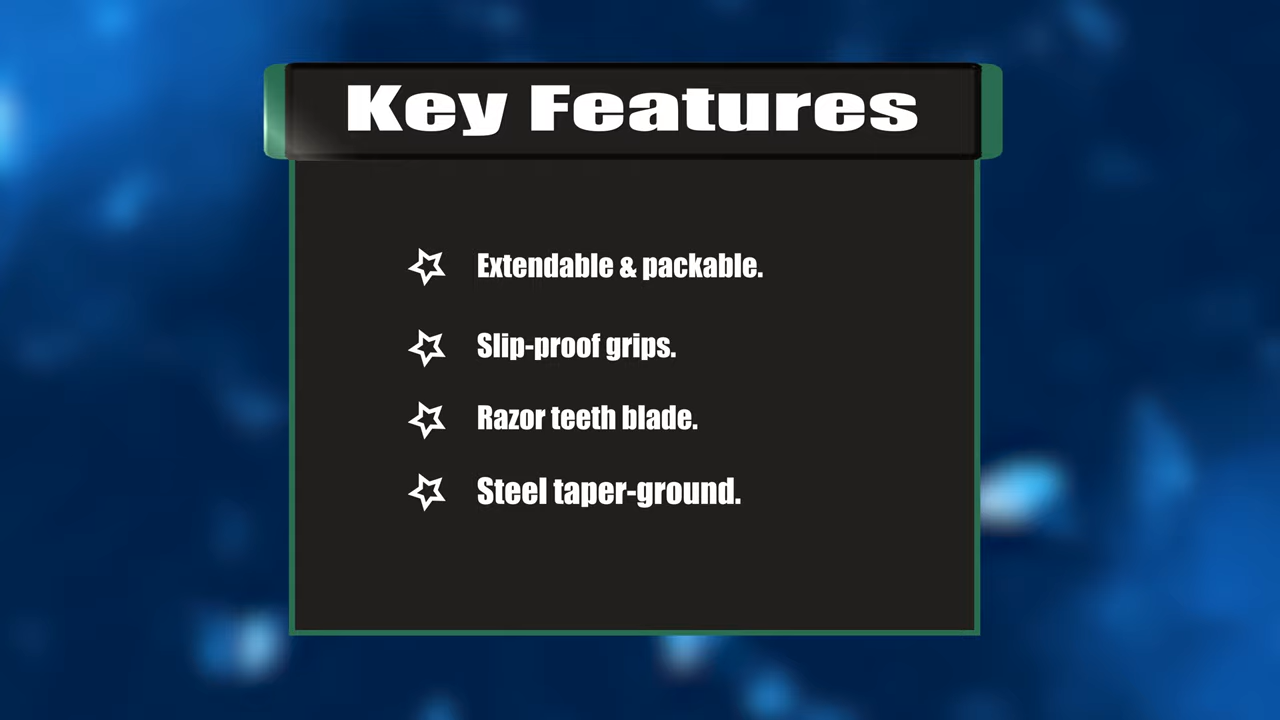 Key Features
Extendable & packable.
Slip-proof grips.
Razor teeth blade.
Steel taper-ground.